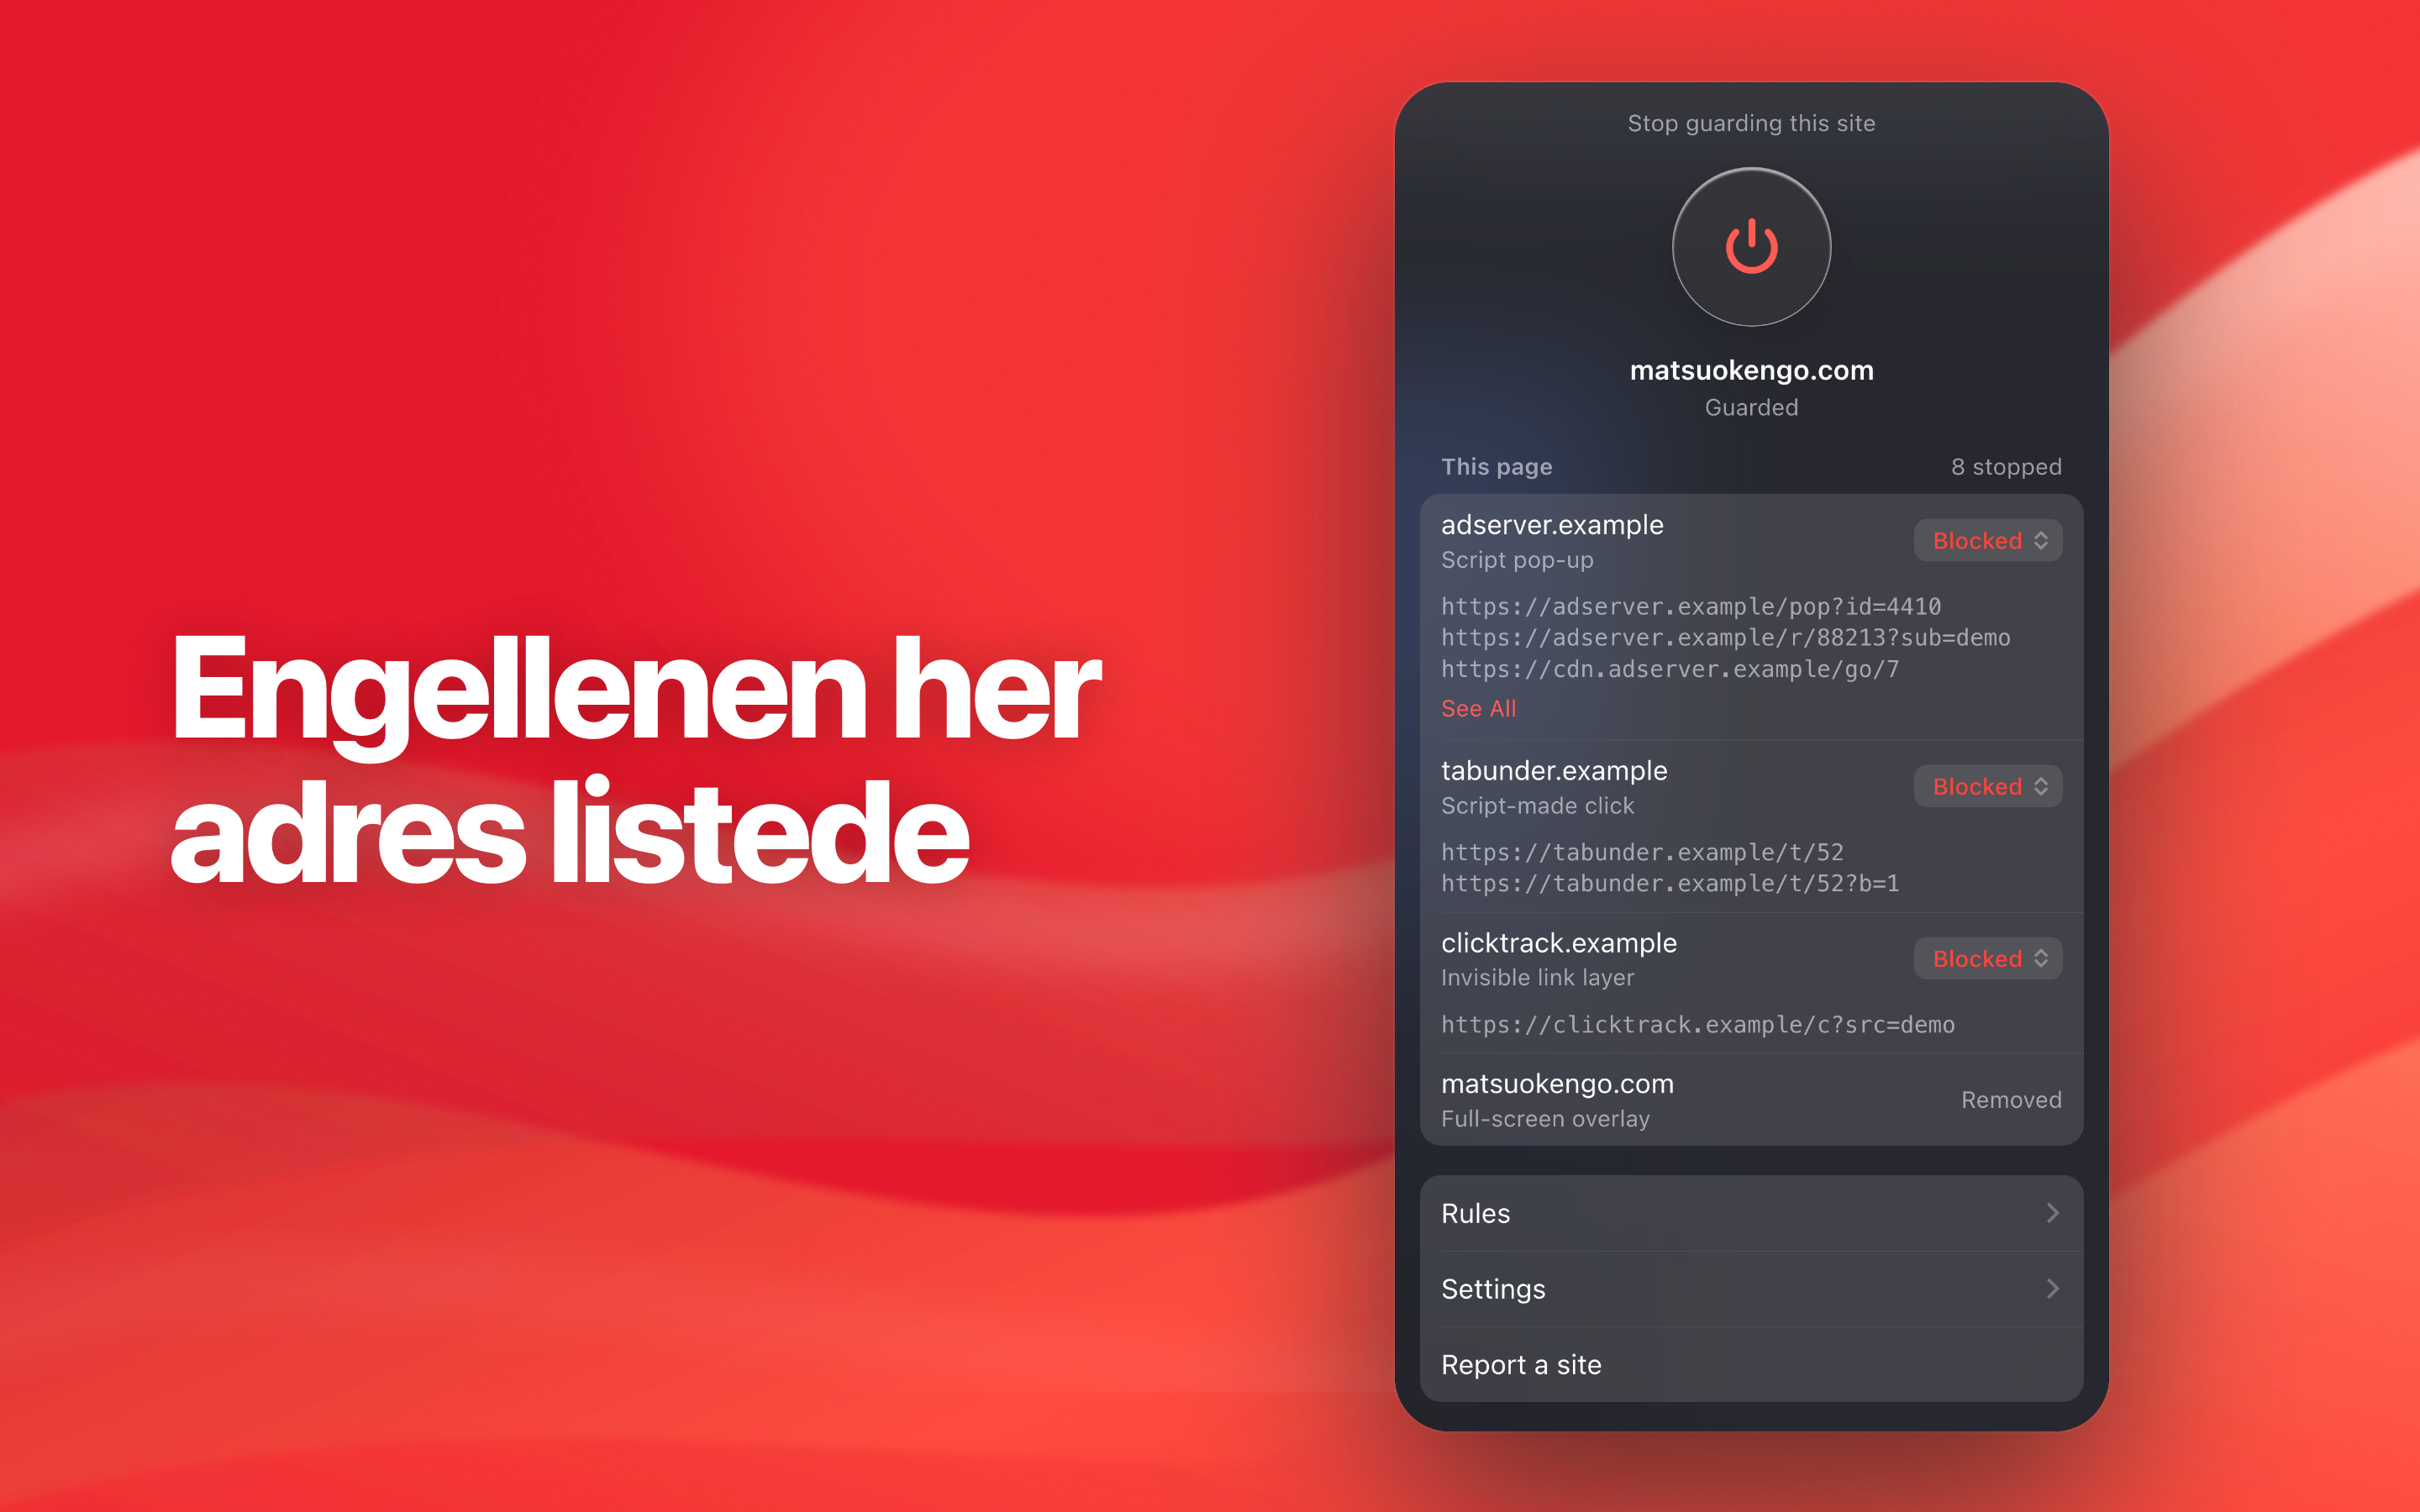 Engellenen her
adres listede
Stop guarding this site
matsuokengo.com
Guarded
This page
8 stopped
adserver.example
Script pop-up
Blocked
https://adserver.example/pop?id=4410
https://adserver.example/r/88213?sub=demo
https://cdn.adserver.example/go/7
See All
tabunder.example
Script-made click
Blocked
https://tabunder.example/t/52
https://tabunder.example/t/52?b=1
clicktrack.example
Invisible link layer
Blocked
https://clicktrack.example/c?src=demo
matsuokengo.com
Full-screen overlay
Removed
Rules
Settings
Report a site